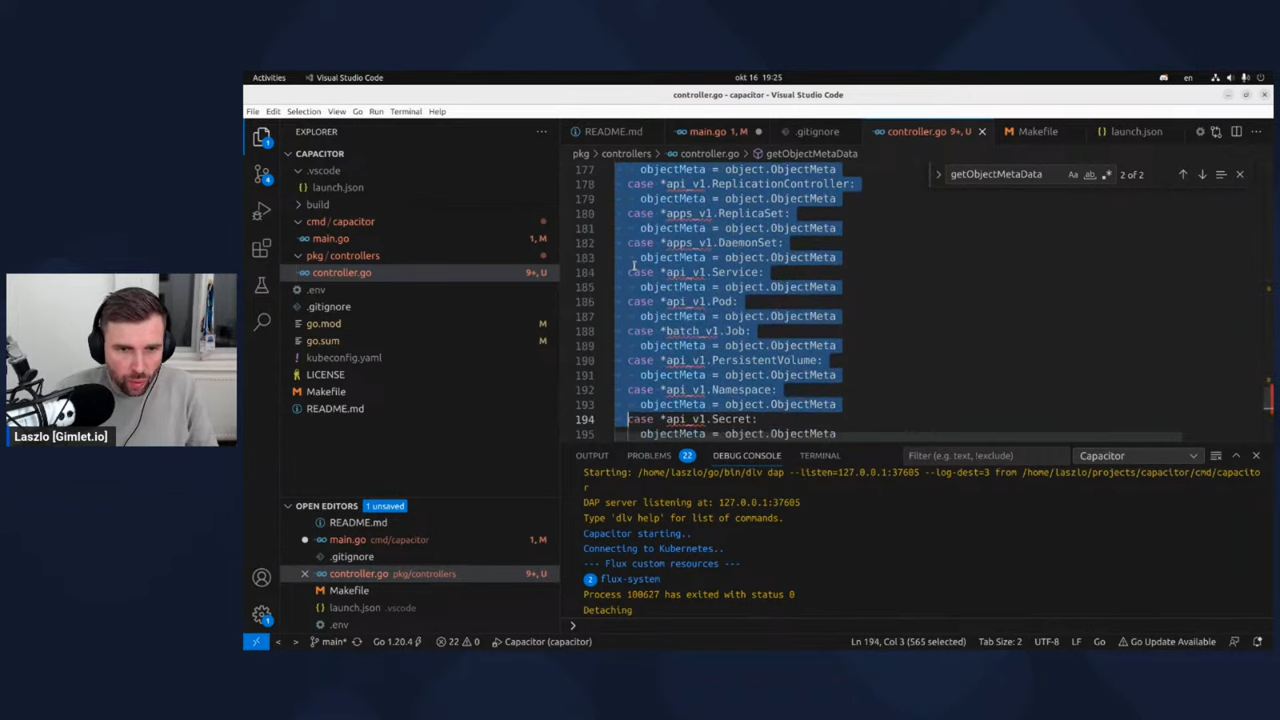 Activities
Visual Studio Code
okt 16 19:25
en
controller.go - capacitor - Visual Studio Code
File Edit Selection View Go Run Terminal Help
EXPLORER
README.md
main.go 1, M
.gitignore
controller.go 9+, U
Makefile
launch.json
CAPACITOR
pkg > controllers > controller.go > getObjectMetaData
.vscode
launch.json
build
cmd / capacitor
main.go 1, M
pkg / controllers
controller.go 9+, U
.env
.gitignore
go.mod M
go.sum M
kubeconfig.yaml
LICENSE
Makefile
README.md
getObjectMetaData Aa ab 2 of 2
177 objectMeta = object.ObjectMeta
178 case *api_v1.ReplicationController:
179 objectMeta = object.ObjectMeta
180 case *apps_v1.ReplicaSet:
181 objectMeta = object.ObjectMeta
182 case *apps_v1.DaemonSet:
183 objectMeta = object.ObjectMeta
184 case *api_v1.Service:
185 objectMeta = object.ObjectMeta
186 case *api_v1.Pod:
187 objectMeta = object.ObjectMeta
188 case *batch_v1.Job:
189 objectMeta = object.ObjectMeta
190 case *api_v1.PersistentVolume:
191 objectMeta = object.ObjectMeta
192 case *api_v1.Namespace:
193 objectMeta = object.ObjectMeta
194 case *api_v1.Secret:
195 objectMeta = object.ObjectMeta
Laszlo [Gimlet.io]
OUTPUT PROBLEMS 22 DEBUG CONSOLE TERMINAL
Filter (e.g. text, !exclude)
Capacitor
Starting: /home/laszlo/go/bin/dlv dap --listen=127.0.0.1:37605 --log-dest=3 from /home/laszlo/projects/capacitor/cmd/capacito
r
DAP server listening at: 127.0.0.1:37605
Type 'dlv help' for list of commands.
Capacitor starting..
Connecting to Kubernetes..
--- Flux custom resources ---
2 flux-system
Process 100627 has exited with status 0
Detaching
OPEN EDITORS 1 unsaved
README.md
main.go cmd/capacitor 1, M
.gitignore
controller.go pkg/controllers 9+, U
Makefile
launch.json .vscode
.env
main* Go 1.20.4 22 0 Capacitor (capacitor)
Ln 194, Col 3 (565 selected) Tab Size: 2 UTF-8 LF Go Go Update Available